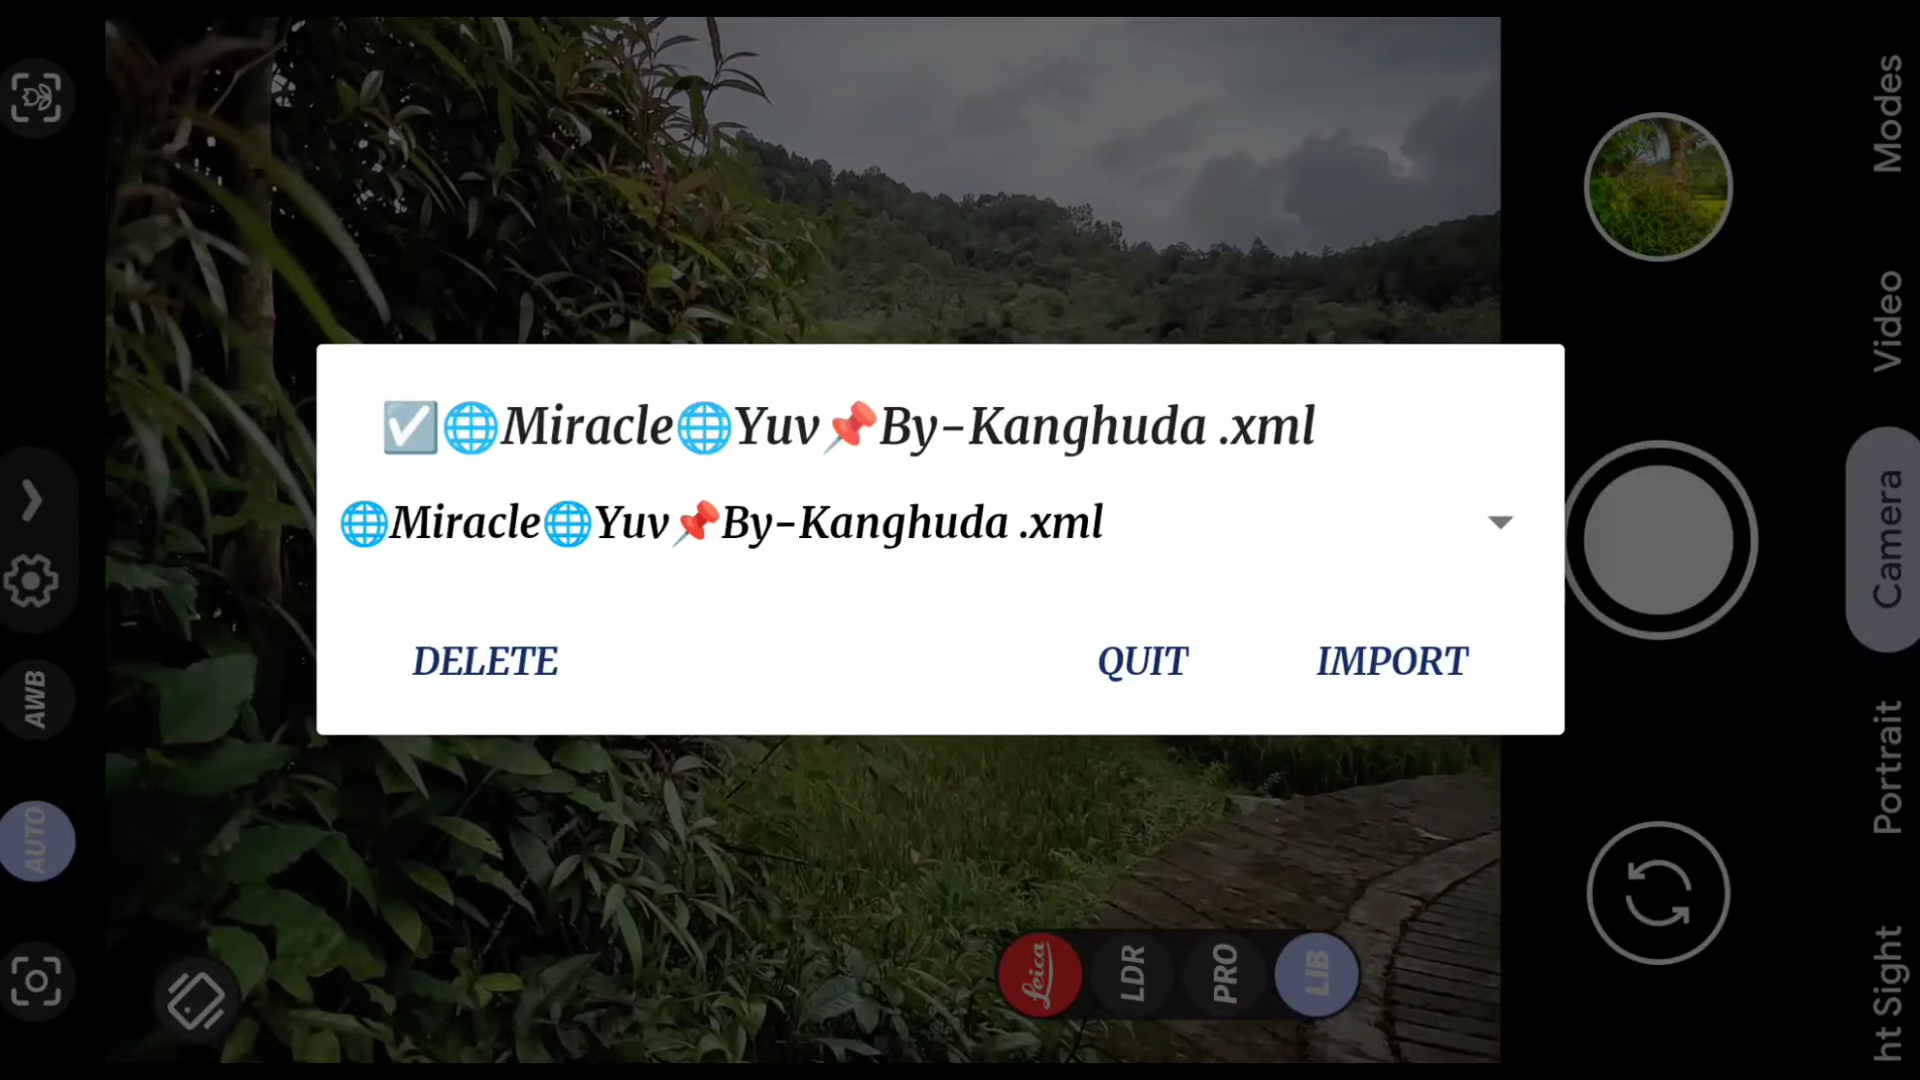 ☑️🌐Miracle🌐Yuv📌By-Kanghuda .xml
🌐Miracle🌐Yuv📌By-Kanghuda .xml
DELETE
QUIT
IMPORT
Modes
Video
Camera
Portrait
ht Sight
AWB
AUTO
Leica
LDR
PRO
LIB